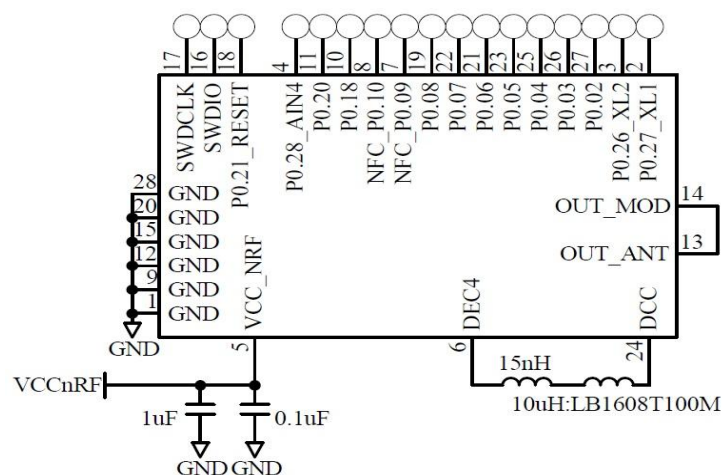 17 16 18 4 11 10 8 7 19 22 21 23 25 26 27 3 2
SWDCLK
SWDIO
P0.21_RESET
P0.28_AIN4
P0.20
P0.18
NFC_P0.10
NFC_P0.09
P0.08
P0.07
P0.06
P0.05
P0.04
P0.03
P0.02
P0.26_XL2
P0.27_XL1
28 GND
20 GND
15 GND
12 GND
9 GND
1 GND
GND
OUT_MOD 14
OUT_ANT 13
VCC_NRF
5
DEC4
6
DCC
24
15nH
10uH:LB1608T100M
VCCnRF
1uF
0.1uF
GND GND